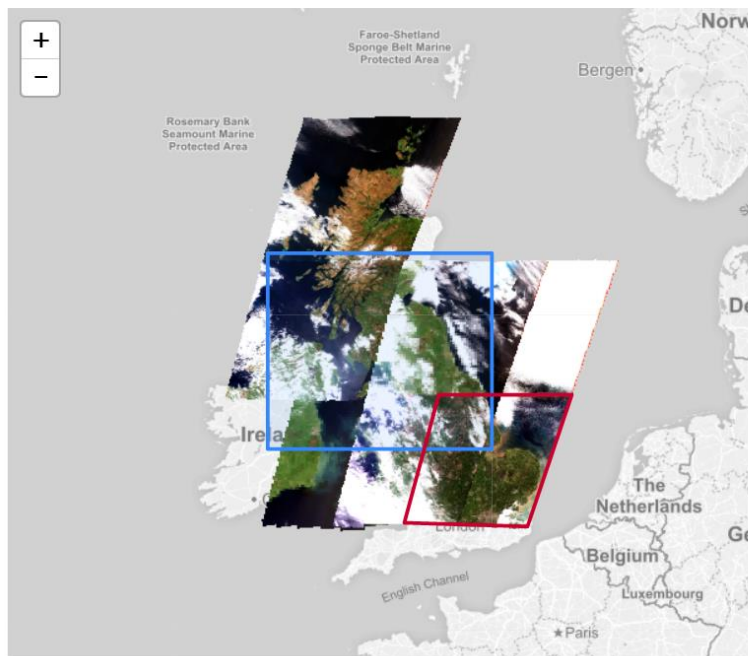 +
−
Faroe-Shetland
Sponge Belt Marine
Protected Area
Norw
Bergen
Rosemary Bank
Seamount Marine
Protected Area
Irela
The
Netherlands
London
Belgium
Ge
English Channel
Luxembourg
Paris